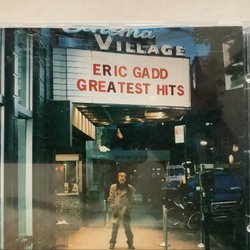 Cinema
VILLAGE
ERIC GADD
GREATEST HITS